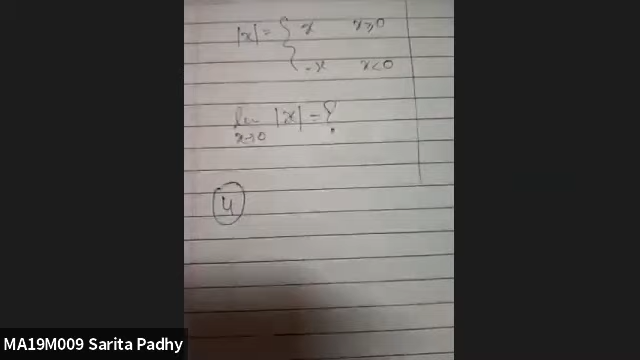 |x| = { x x≥0
{ -x x<0
lim |x| = ?
x→0
4
MA19M009 Sarita Padhy